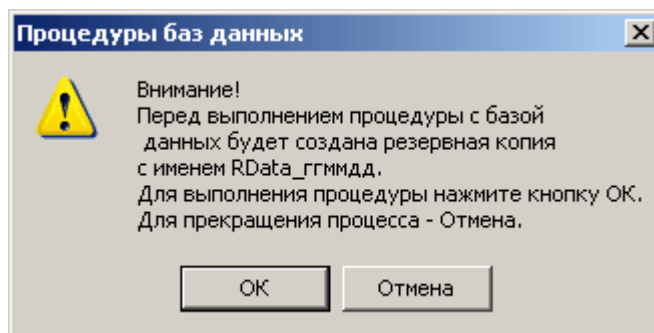 Процедуры баз данных
Внимание!
Перед выполнением процедуры с базой
данных будет создана резервная копия
с именем RData_ггммдд.
Для выполнения процедуры нажмите кнопку ОК.
Для прекращения процесса - Отмена.
ОК
Отмена